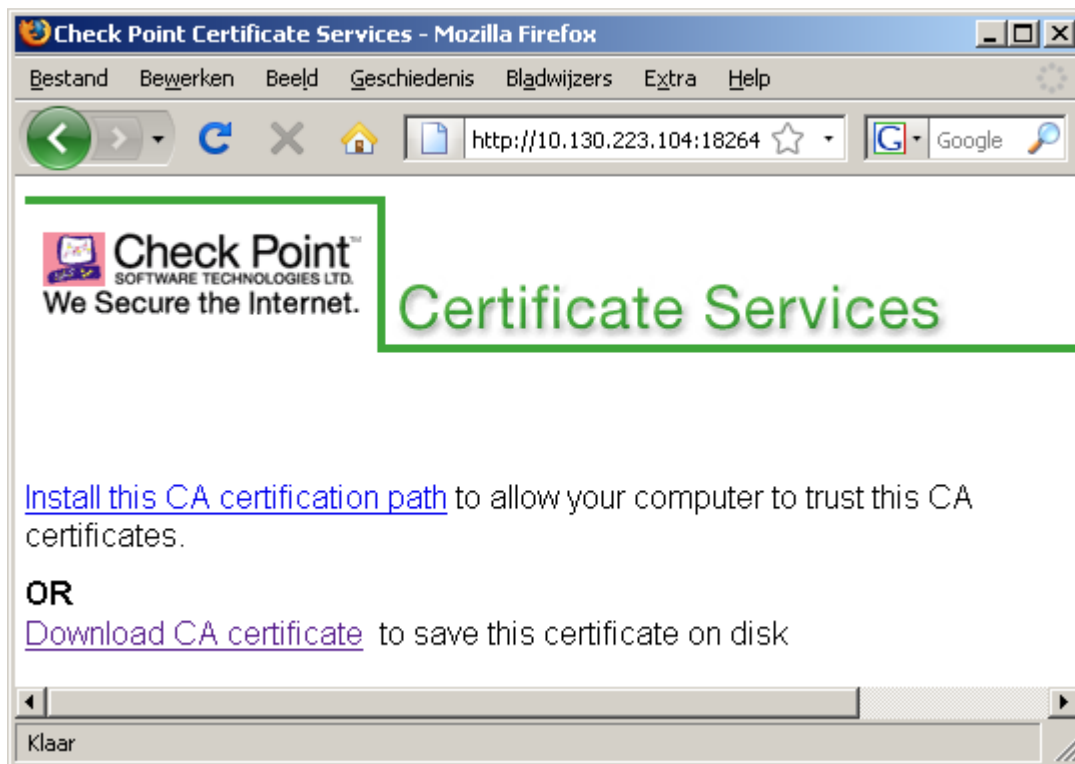 Check Point Certificate Services - Mozilla Firefox
Bestand Bewerken Beeld Geschiedenis Bladwijzers Extra Help
http://10.130.223.104:18264 G Google
Check Point™
SOFTWARE TECHNOLOGIES LTD.
We Secure the Internet.
Certificate Services
Install this CA certification path to allow your computer to trust this CA
certificates.
OR
Download CA certificate to save this certificate on disk
Klaar